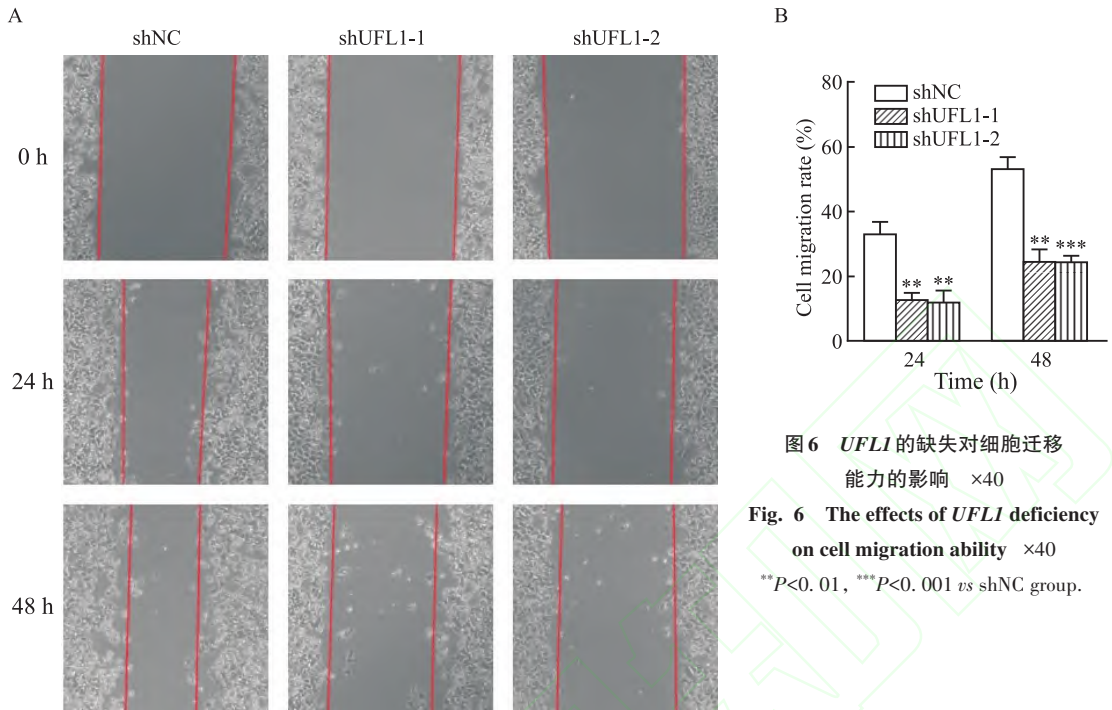 A
shNC
shUFL1-1
shUFL1-2
0 h
24 h
48 h
B
80
60
40
20
0
Cell migration rate (%)
shNC
shUFL1-1
shUFL1-2
**
**
**
***
24
48
Time (h)
图6 UFL1的缺失对细胞迁移
能力的影响 ×40
Fig. 6 The effects of UFL1 deficiency
on cell migration ability ×40
**P<0. 01, ***P<0. 001 vs shNC group.